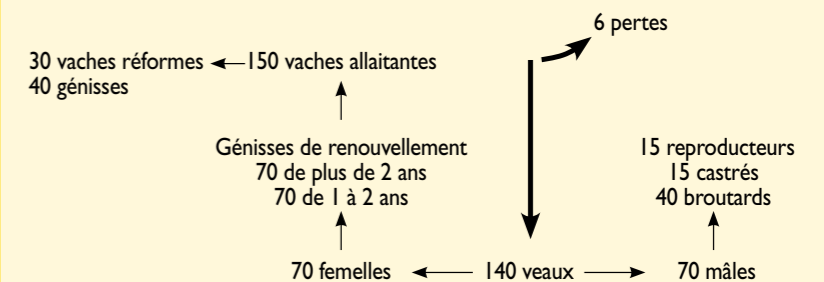 6 pertes
30 vaches réformes
150 vaches allaitantes
40 génisses
Génisses de renouvellement
70 de plus de 2 ans
70 de 1 à 2 ans
15 reproducteurs
15 castrés
40 broutards
70 femelles
140 veaux
70 mâles